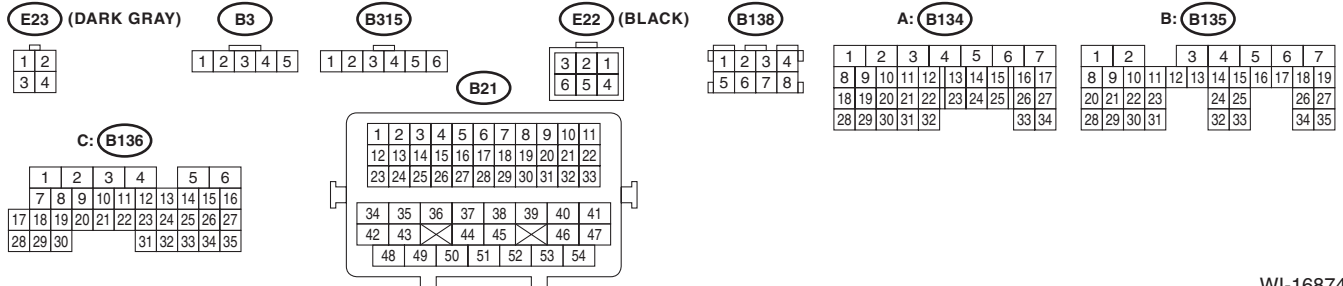 E23 (DARK GRAY)
1 2
3 4
B3
1 2 3 4 5
B315
1 2 3 4 5 6
E22 (BLACK)
3 2 1
6 5 4
B138
1 2 3 4
5 6 7 8
A: B134
1 2 3 4 5 6 7
8 9 10 11 12 13 14 15 16 17
18 19 20 21 22 23 24 25 26 27
28 29 30 31 32 33 34
B: B135
1 2 3 4 5 6 7
8 9 10 11 12 13 14 15 16 17 18 19
20 21 22 23 24 25 26 27
28 29 30 31 32 33 34 35
C: B136
1 2 3 4 5 6
7 8 9 10 11 12 13 14 15 16
17 18 19 20 21 22 23 24 25 26 27
28 29 30 31 32 33 34 35
B21
1 2 3 4 5 6 7 8 9 10 11
12 13 14 15 16 17 18 19 20 21 22
23 24 25 26 27 28 29 30 31 32 33
34 35 36 37 38 39 40 41
42 43 44 45 46 47
48 49 50 51 52 53 54
WI-16874